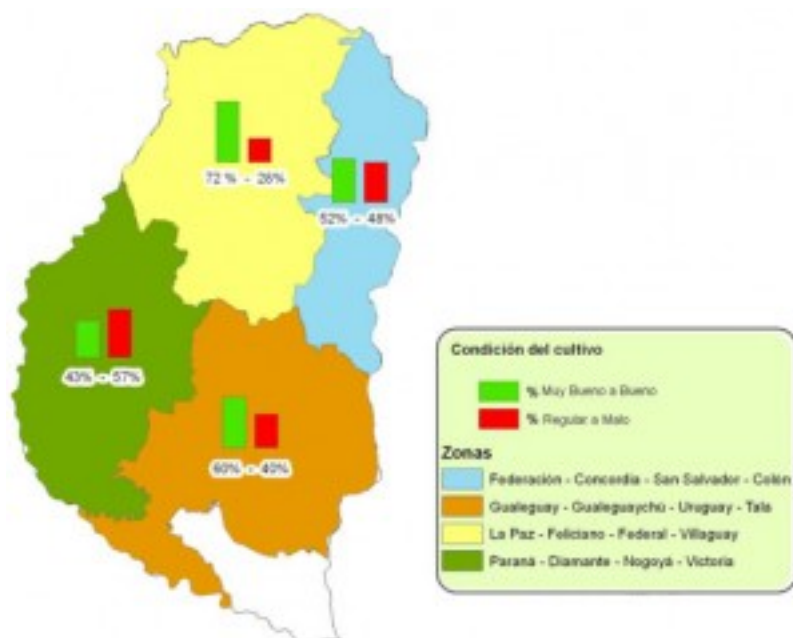 72 % - 28%
52% - 48%
43% - 57%
60% - 40%
Condición del cultivo
% Muy Bueno a Bueno
% Regular a Malo
Zonas
Federación - Concordia - San Salvador - Colón
Gualeguay - Gualeguaychú - Uruguay - Tala
La Paz - Feliciano - Federal - Villaguay
Paraná - Diamante - Nogoyá - Victoria